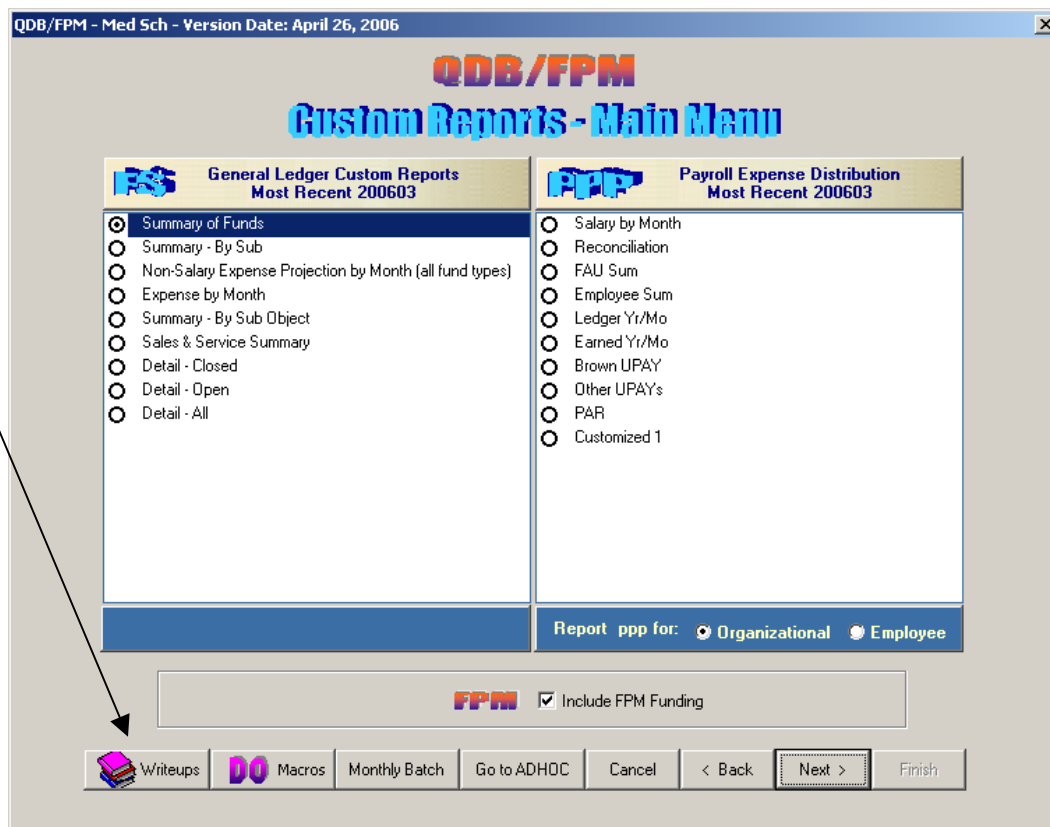 QDB/FPM - Med Sch - Version Date: April 26, 2006
QDB/FPM
Custom Reports - Main Menu
FS General Ledger Custom Reports
Most Recent 200603
Summary of Funds
Summary - By Sub
Non-Salary Expense Projection by Month (all fund types)
Expense by Month
Summary - By Sub Object
Sales & Service Summary
Detail - Closed
Detail - Open
Detail - All
PPP Payroll Expense Distribution
Most Recent 200603
Salary by Month
Reconciliation
FAU Sum
Employee Sum
Ledger Yr/Mo
Earned Yr/Mo
Brown UPAY
Other UPAY's
PAR
Customized 1
Report ppp for: Organizational Employee
FPM Include FPM Funding
Writeups DO Macros Monthly Batch Go to ADHOC Cancel < Back Next > Finish